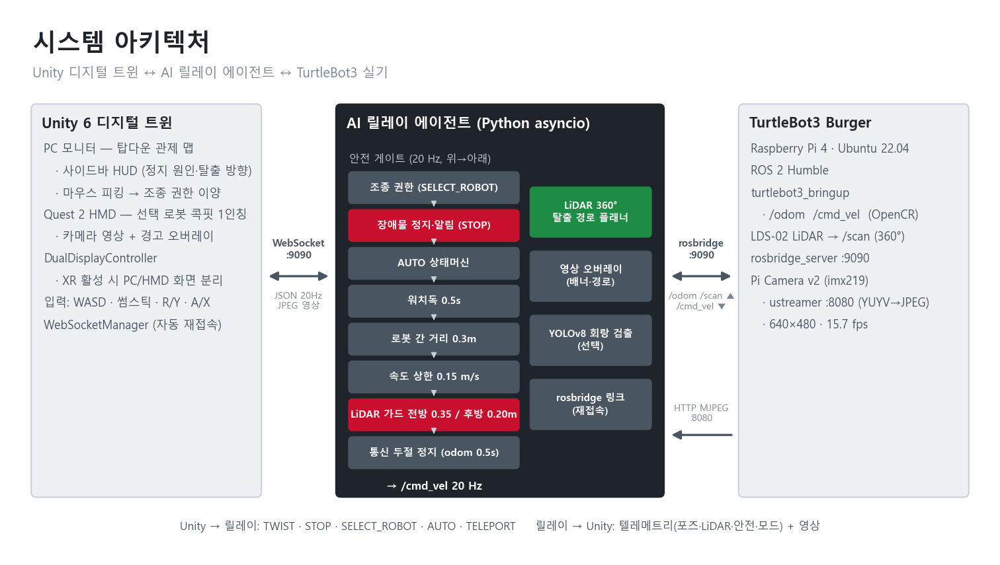 시스템 아키텍처
Unity 디지털 트윈 ↔ AI 릴레이 에이전트 ↔ TurtleBot3 실기
Unity 6 디지털 트윈
PC 모니터 — 탑다운 관제 맵
· 사이드바 HUD (정지 원인·탈출 방향)
· 마우스 피킹 → 조종 권한 이양
Quest 2 HMD — 선택 로봇 콕핏 1인칭
· 카메라 영상 + 경고 오버레이
DualDisplayController
· XR 활성 시 PC/HMD 화면 분리
입력: WASD · 썸스틱 · R/Y · A/X
WebSocketManager (자동 재접속)
WebSocket
:9090
JSON 20Hz
JPEG 영상
AI 릴레이 에이전트 (Python asyncio)
안전 게이트 (20 Hz, 위→아래)
조종 권한 (SELECT_ROBOT)
▼
장애물 정지·알림 (STOP)
▼
AUTO 상태머신
▼
워치독 0.5s
▼
로봇 간 거리 0.3m
▼
속도 상한 0.15 m/s
▼
LiDAR 가드 전방 0.35 / 후방 0.20m
▼
통신 두절 정지 (odom 0.5s)
→ /cmd_vel 20 Hz
LiDAR 360°
탈출 경로 플래너
영상 오버레이
(배너·경로)
YOLOv8 회랑 검출
(선택)
rosbridge 링크
(재접속)
rosbridge
:9090
/odom /scan ▲
/cmd_vel ▼
HTTP MJPEG
:8080
TurtleBot3 Burger
Raspberry Pi 4 · Ubuntu 22.04
ROS 2 Humble
turtlebot3_bringup
· /odom  /cmd_vel  (OpenCR)
LDS-02 LiDAR → /scan (360°)
rosbridge_server :9090
Pi Camera v2 (imx219)
· ustreamer :8080 (YUYV→JPEG)
· 640×480 · 15.7 fps
Unity → 릴레이: TWIST · STOP · SELECT_ROBOT · AUTO · TELEPORT      릴레이 → Unity: 텔레메트리(포즈·LiDAR·안전·모드) + 영상